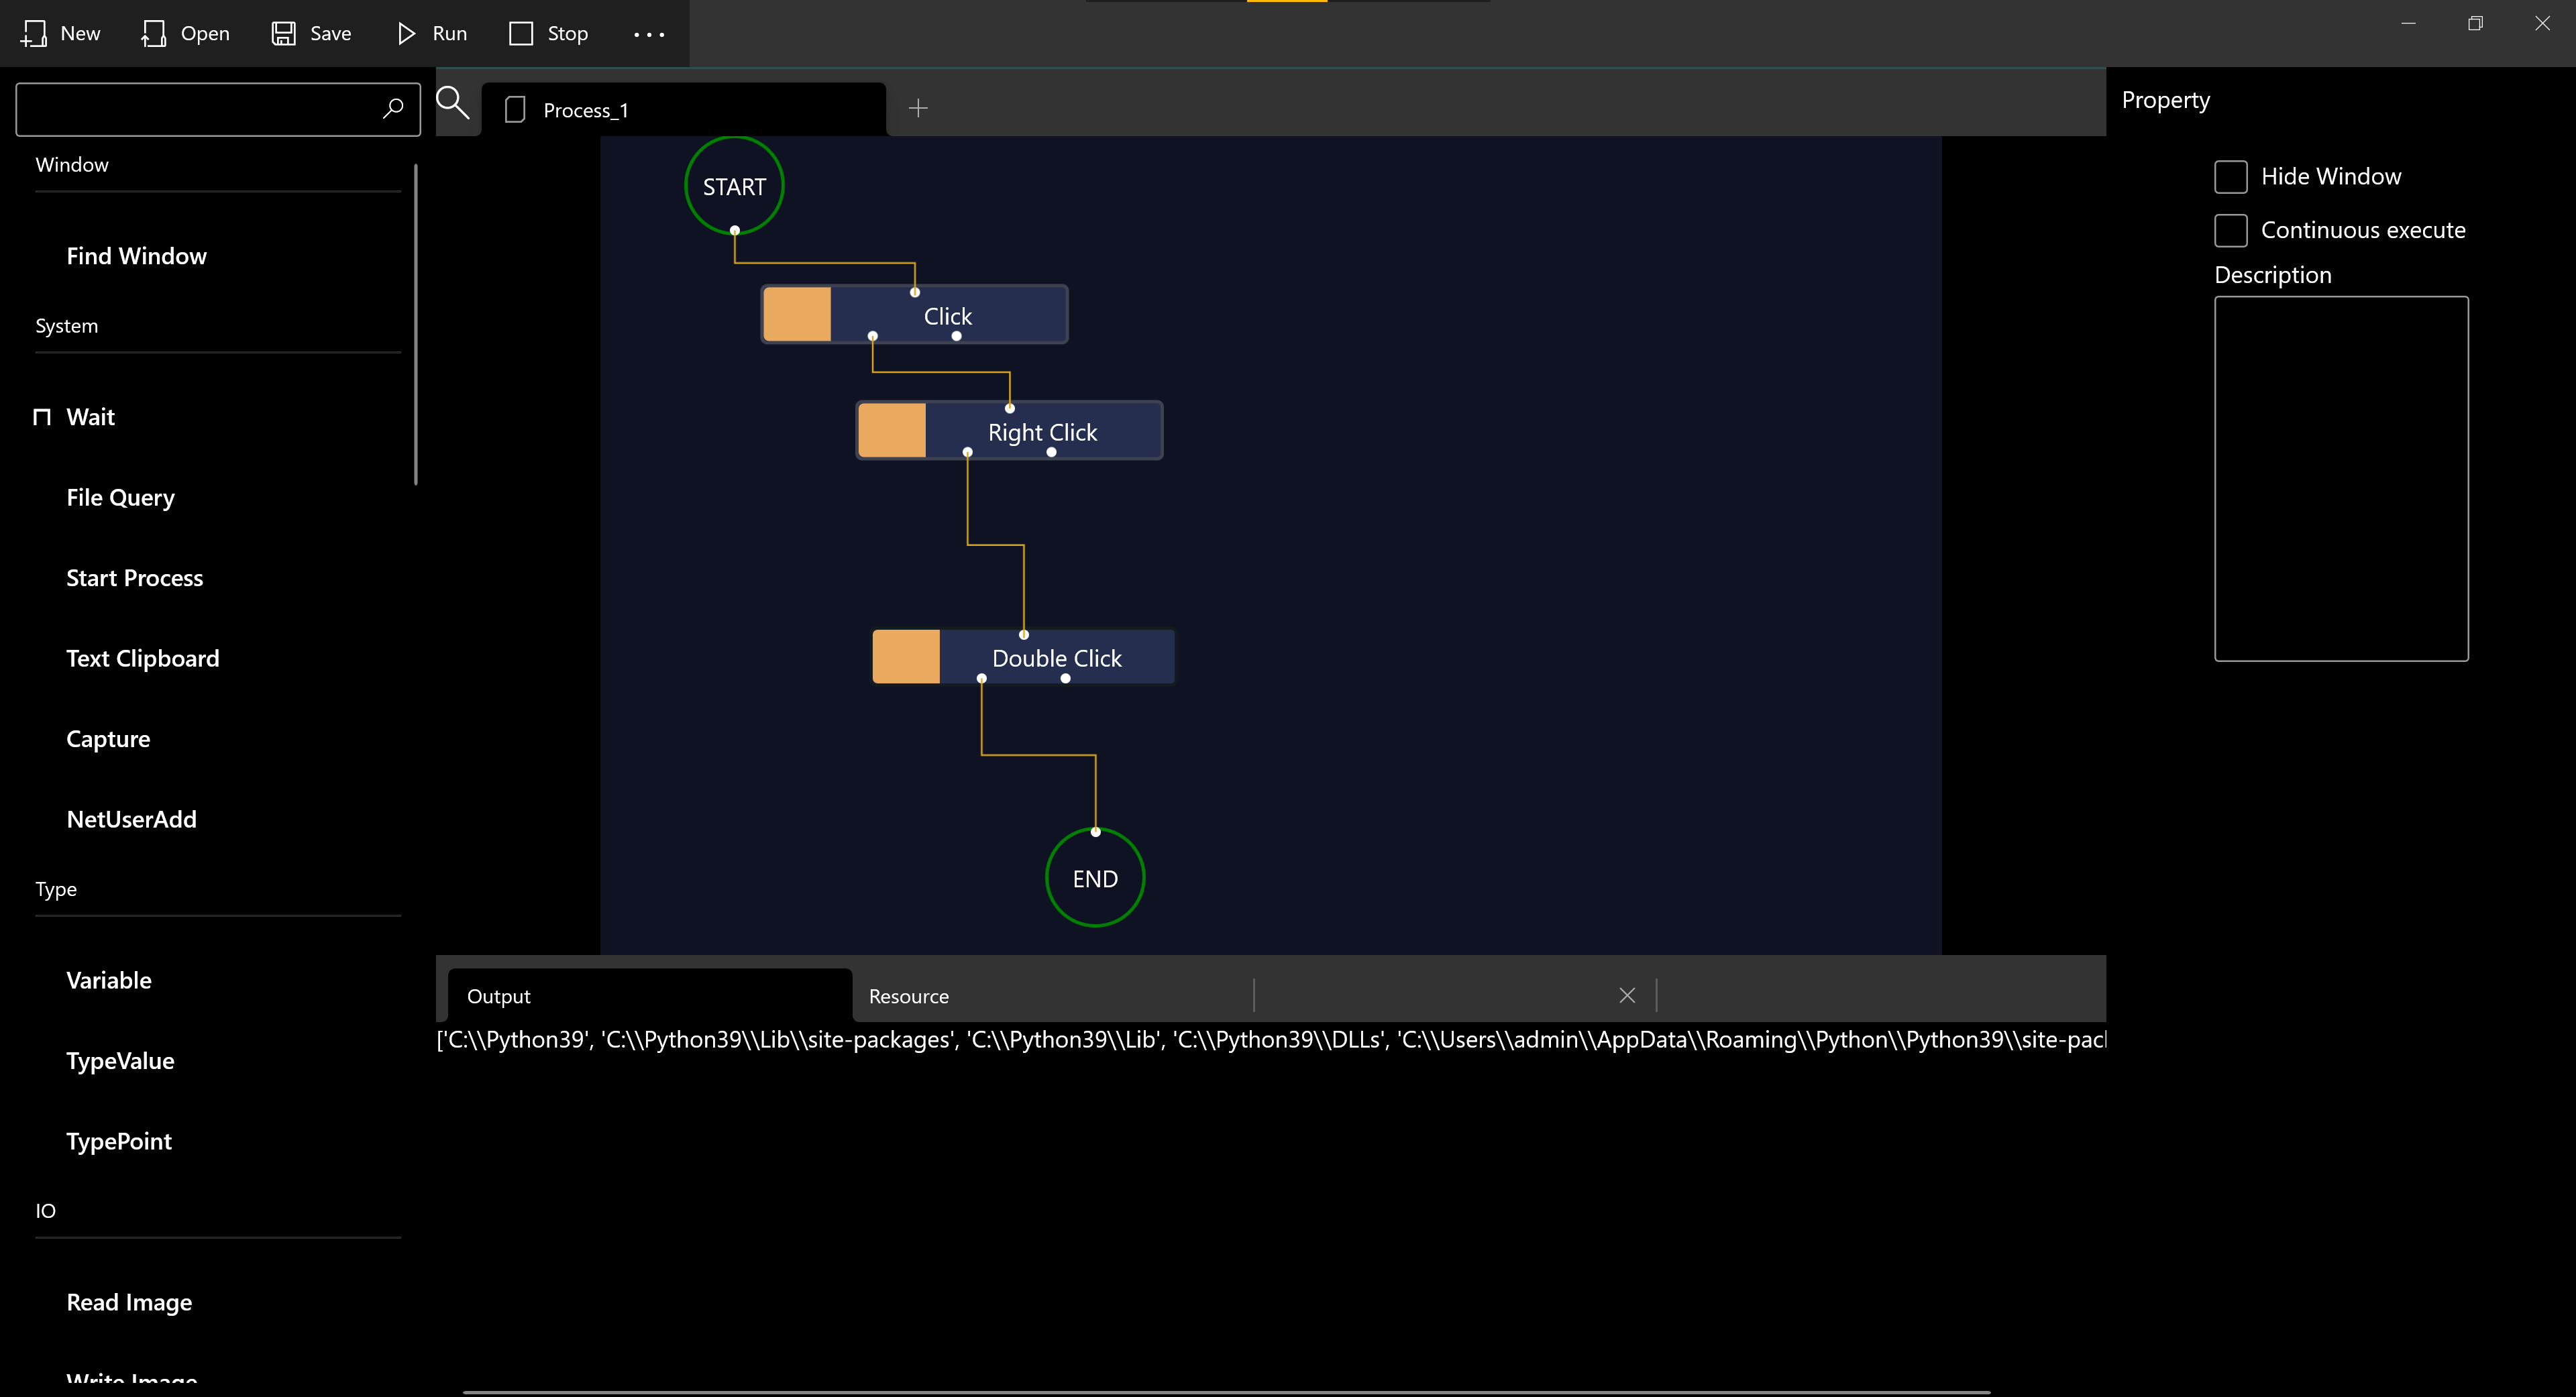 New
Open
Save
Run
Stop
Process_1
Property
Window
Find Window
System
Wait
File Query
Start Process
Text Clipboard
Capture
NetUserAdd
Type
Variable
TypeValue
TypePoint
IO
Read Image
Write Image
START
Click
Right Click
Double Click
END
Hide Window
Continuous execute
Description
Output
Resource
['C:\\Python39', 'C:\\Python39\\Lib\\site-packages', 'C:\\Python39\\Lib', 'C:\\Python39\\DLLs', 'C:\\Users\\admin\\AppData\\Roaming\\Python\\Python39\\site-pac